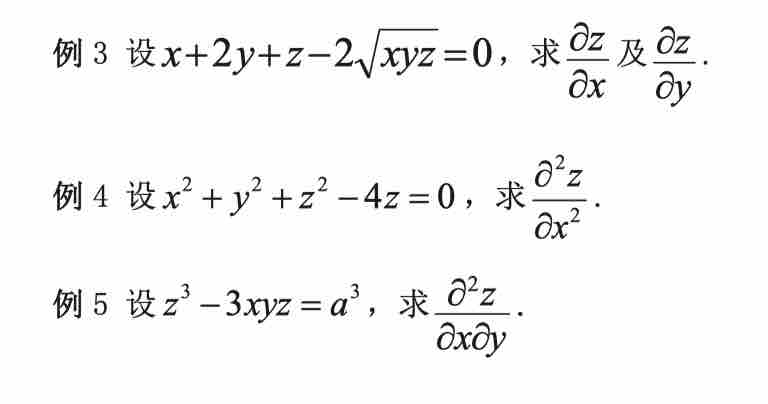 例 3 设 x+2y+z−2√xyz=0，求 ∂z/∂x 及 ∂z/∂y .
例 4 设 x²+y²+z²−4z=0，求 ∂²z/∂x² .
例 5 设 z³−3xyz=a³，求 ∂²z/∂x∂y .